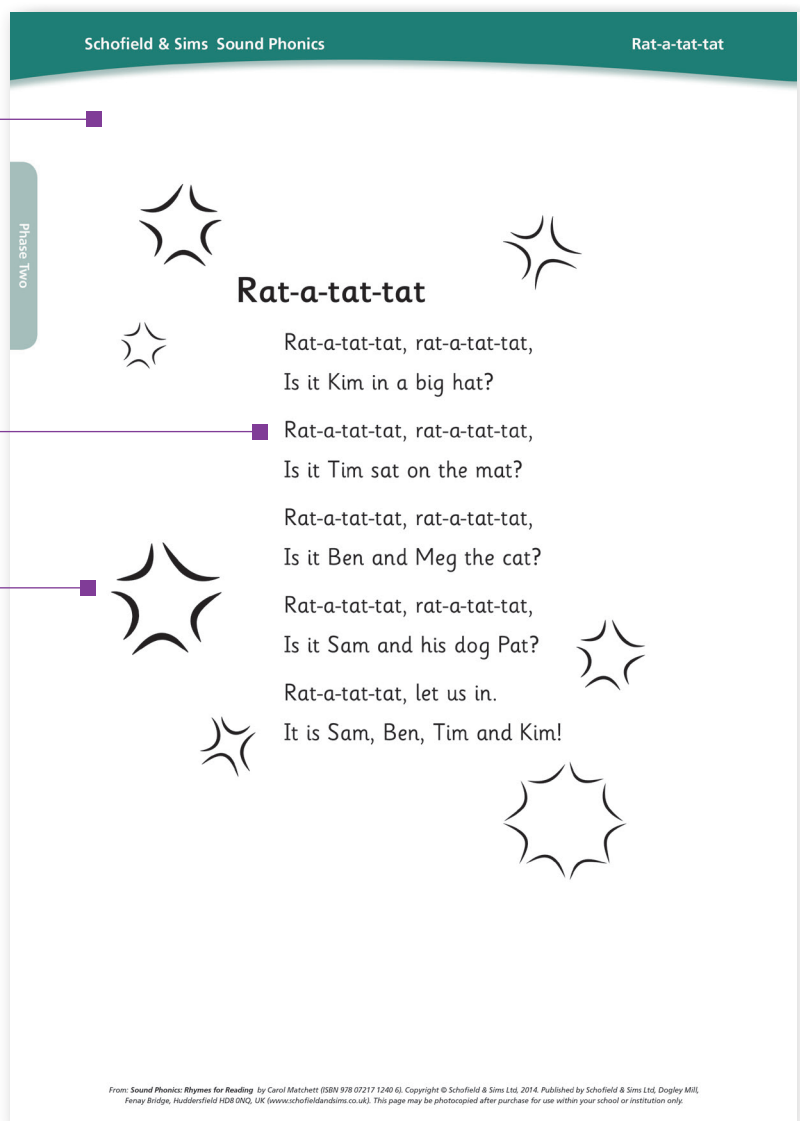 Schofield & Sims Sound Phonics
Rat-a-tat-tat
Phase Two
Rat-a-tat-tat
Rat-a-tat-tat, rat-a-tat-tat,
Is it Kim in a big hat?
Rat-a-tat-tat, rat-a-tat-tat,
Is it Tim sat on the mat?
Rat-a-tat-tat, rat-a-tat-tat,
Is it Ben and Meg the cat?
Rat-a-tat-tat, rat-a-tat-tat,
Is it Sam and his dog Pat?
Rat-a-tat-tat, let us in.
It is Sam, Ben, Tim and Kim!
From: Sound Phonics: Rhymes for Reading by Carol Matchett (ISBN 978 07217 1240 6). Copyright © Schofield & Sims Ltd, 2014. Published by Schofield & Sims Ltd, Dogley Mill,
Fenay Bridge, Huddersfield HD8 0NQ, UK (www.schofieldandsims.co.uk). This page may be photocopied after purchase for use within your school or institution only.